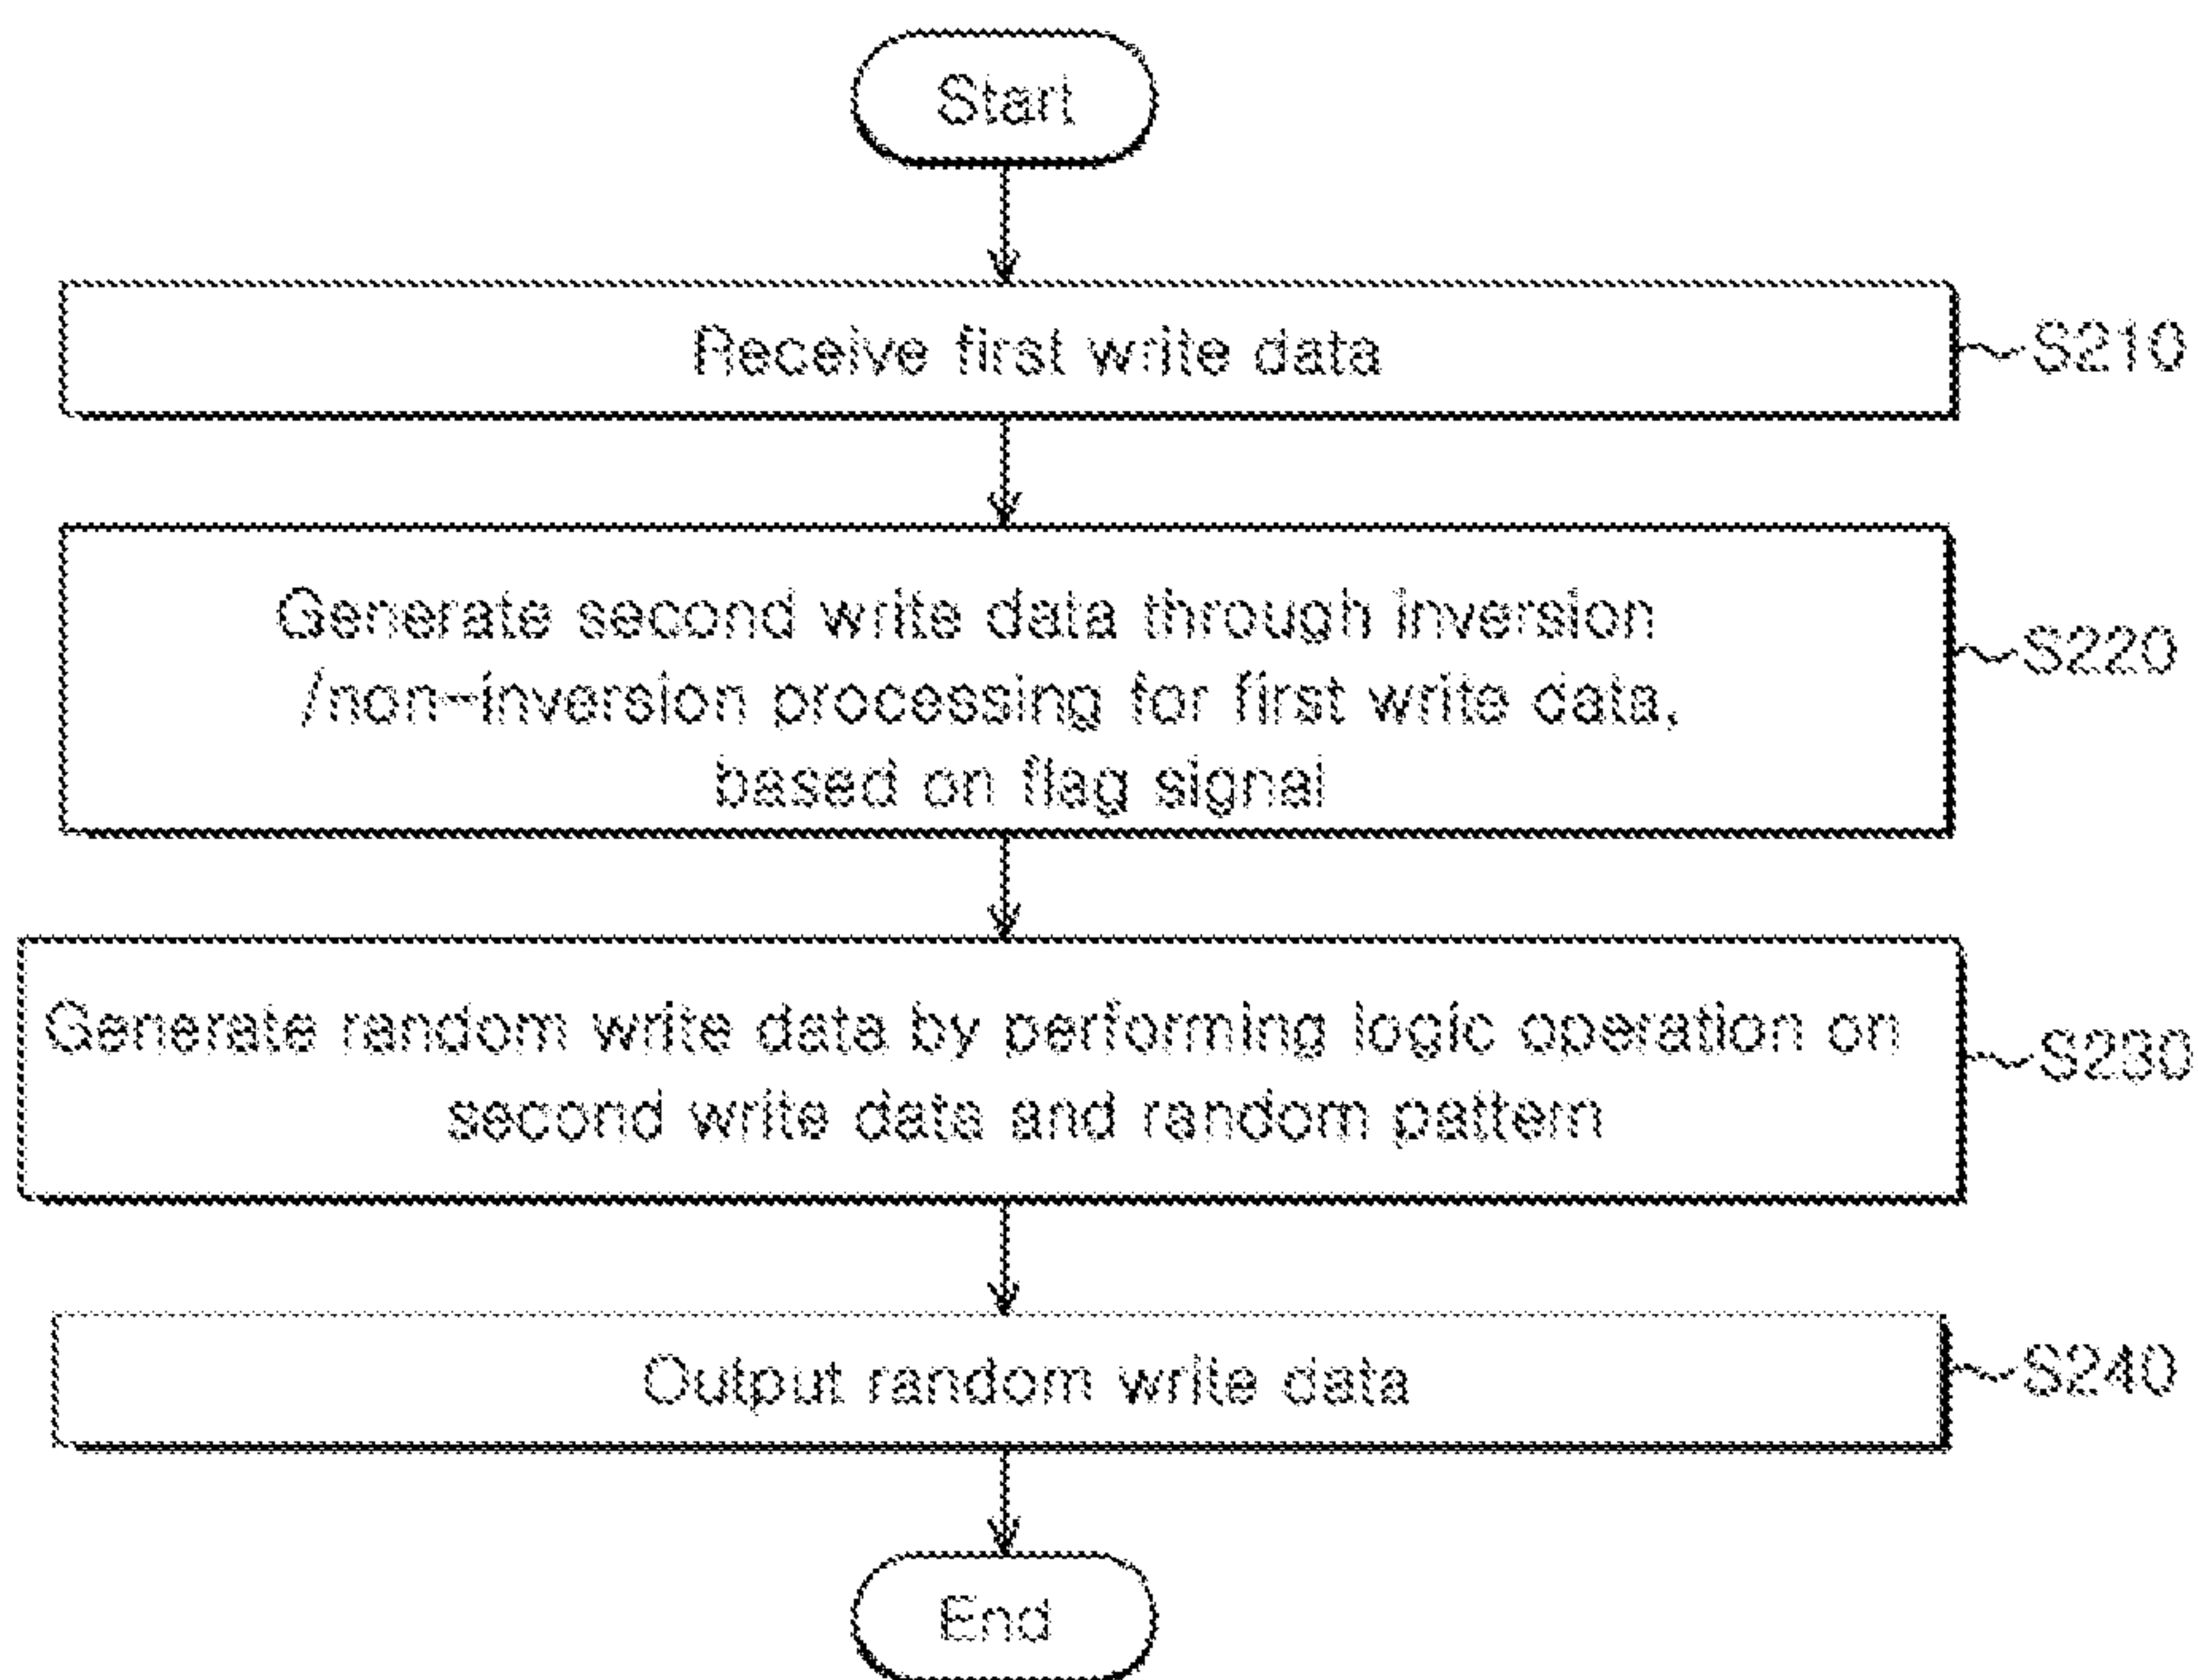 Start
Receive first write data
S210
Generate second write data through inversion
/non-inversion processing for first write data,
based on flag signal
S220
Generate random write data by performing logic operation on
second write data and random pattern
S230
Output random write data
S240
End